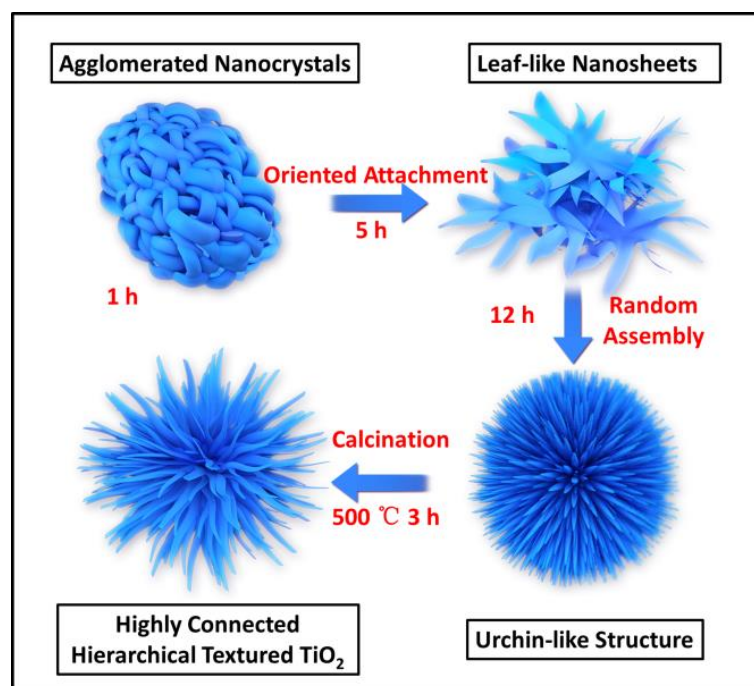 Agglomerated Nanocrystals
Leaf-like Nanosheets
Oriented Attachment
5 h
1 h
12 h
Random
Assembly
Calcination
500 ℃ 3 h
Highly Connected
Hierarchical Textured TiO₂
Urchin-like Structure